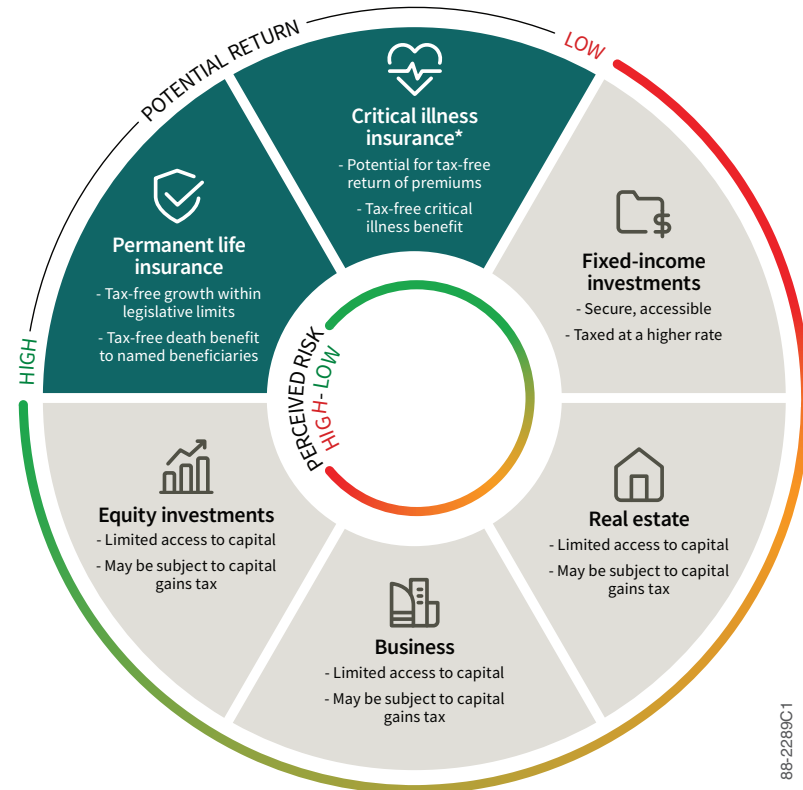 POTENTIAL RETURN
LOW
HIGH
Critical illness
insurance*
- Potential for tax-free
return of premiums
- Tax-free critical
illness benefit
Fixed-income
investments
- Secure, accessible
- Taxed at a higher rate
Real estate
- Limited access to capital
- May be subject to capital
gains tax
Business
- Limited access to capital
- May be subject to capital
gains tax
Equity investments
- Limited access to capital
- May be subject to capital
gains tax
Permanent life
insurance
- Tax-free growth within
legislative limits
- Tax-free death benefit
to named beneficiaries
PERCEIVED RISK
HIGH- LOW
88-2289C1